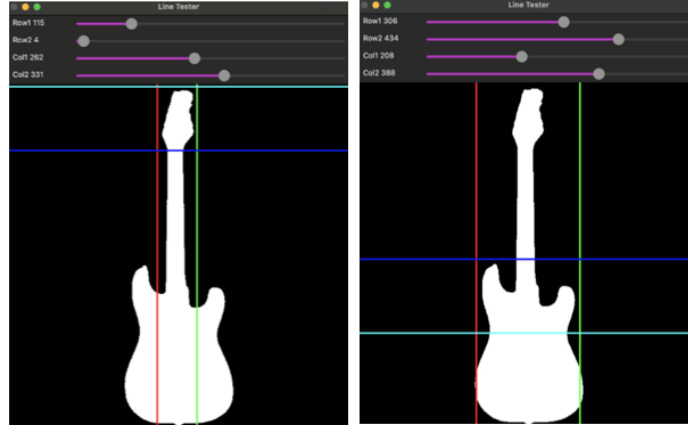 Line Tester
Row1 115
Row2 4
Col1 262
Col2 331
Line Tester
Row1 306
Row2 434
Col1 208
Col2 388